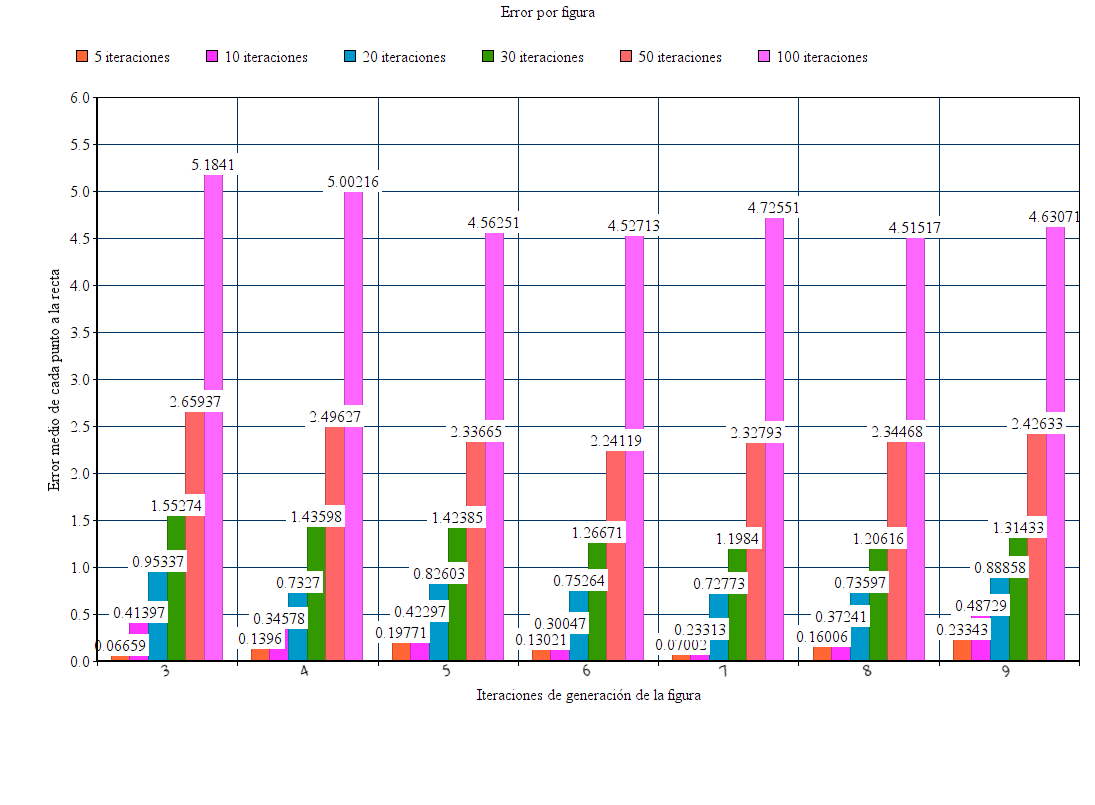 Error por figura
5 iteraciones 10 iteraciones 20 iteraciones 30 iteraciones 50 iteraciones 100 iteraciones
6.0
5.5
5.0
4.5
4.0
3.5
3.0
2.5
2.0
1.5
1.0
0.5
0.0
Error medio de cada punto a la recta
0.06659 0.41397 0.95337 1.55274 2.65937 5.1841
0.1396 0.34578 0.7327 1.43598 2.49627 5.00216
0.19771 0.42297 0.82603 1.42385 2.33665 4.56251
0.13021 0.30047 0.75264 1.26671 2.24119 4.52713
0.07002 0.23313 0.72773 1.1984 2.32793 4.72551
0.16006 0.37241 0.73597 1.20616 2.34468 4.51517
0.23343 0.48729 0.88858 1.31433 2.42633 4.63071
3 4 5 6 7 8 9
Iteraciones de generación de la figura